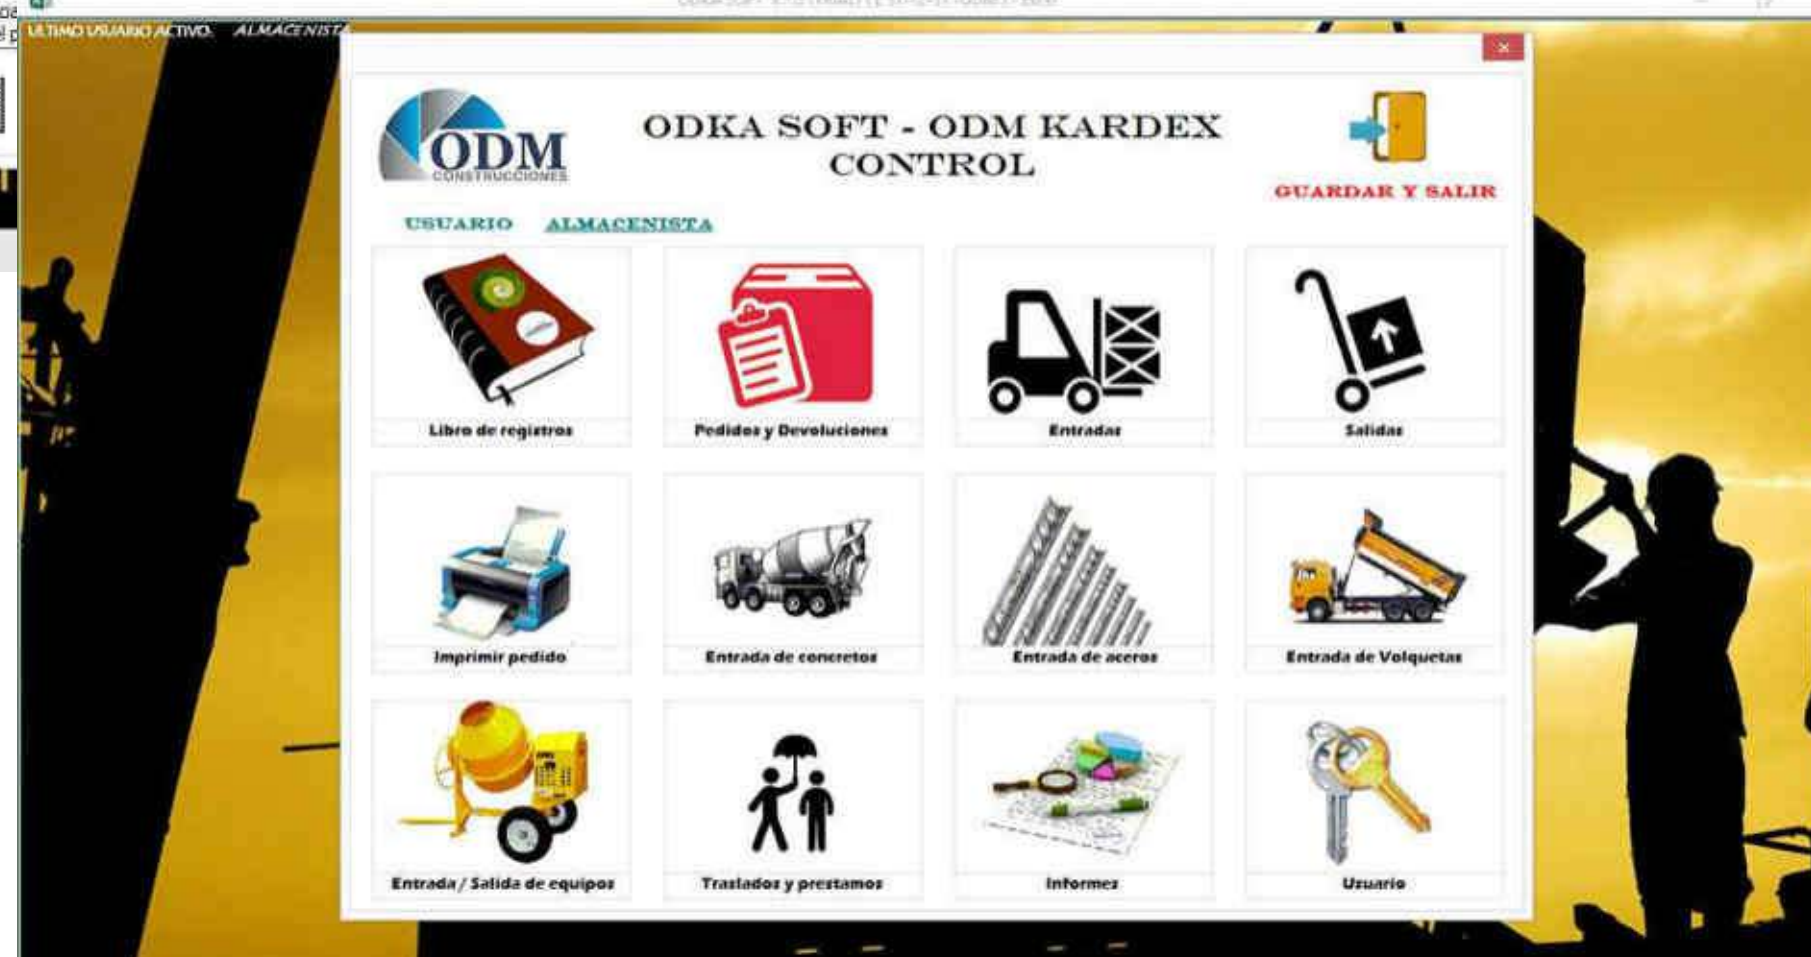 ULTIMO USUARIO ACTIVO: ALMACENISTA
ODM
CONSTRUCCIONES
ODKA SOFT - ODM KARDEX
CONTROL
GUARDAR Y SALIR
USUARIO ALMACENISTA
Libro de registros
Pedidos y Devoluciones
Entradas
Salidas
Imprimir pedido
Entrada de concretos
Entrada de aceros
Entrada de Volquetas
Entrada / Salida de equipos
Traslados y prestamos
Informes
Usuario